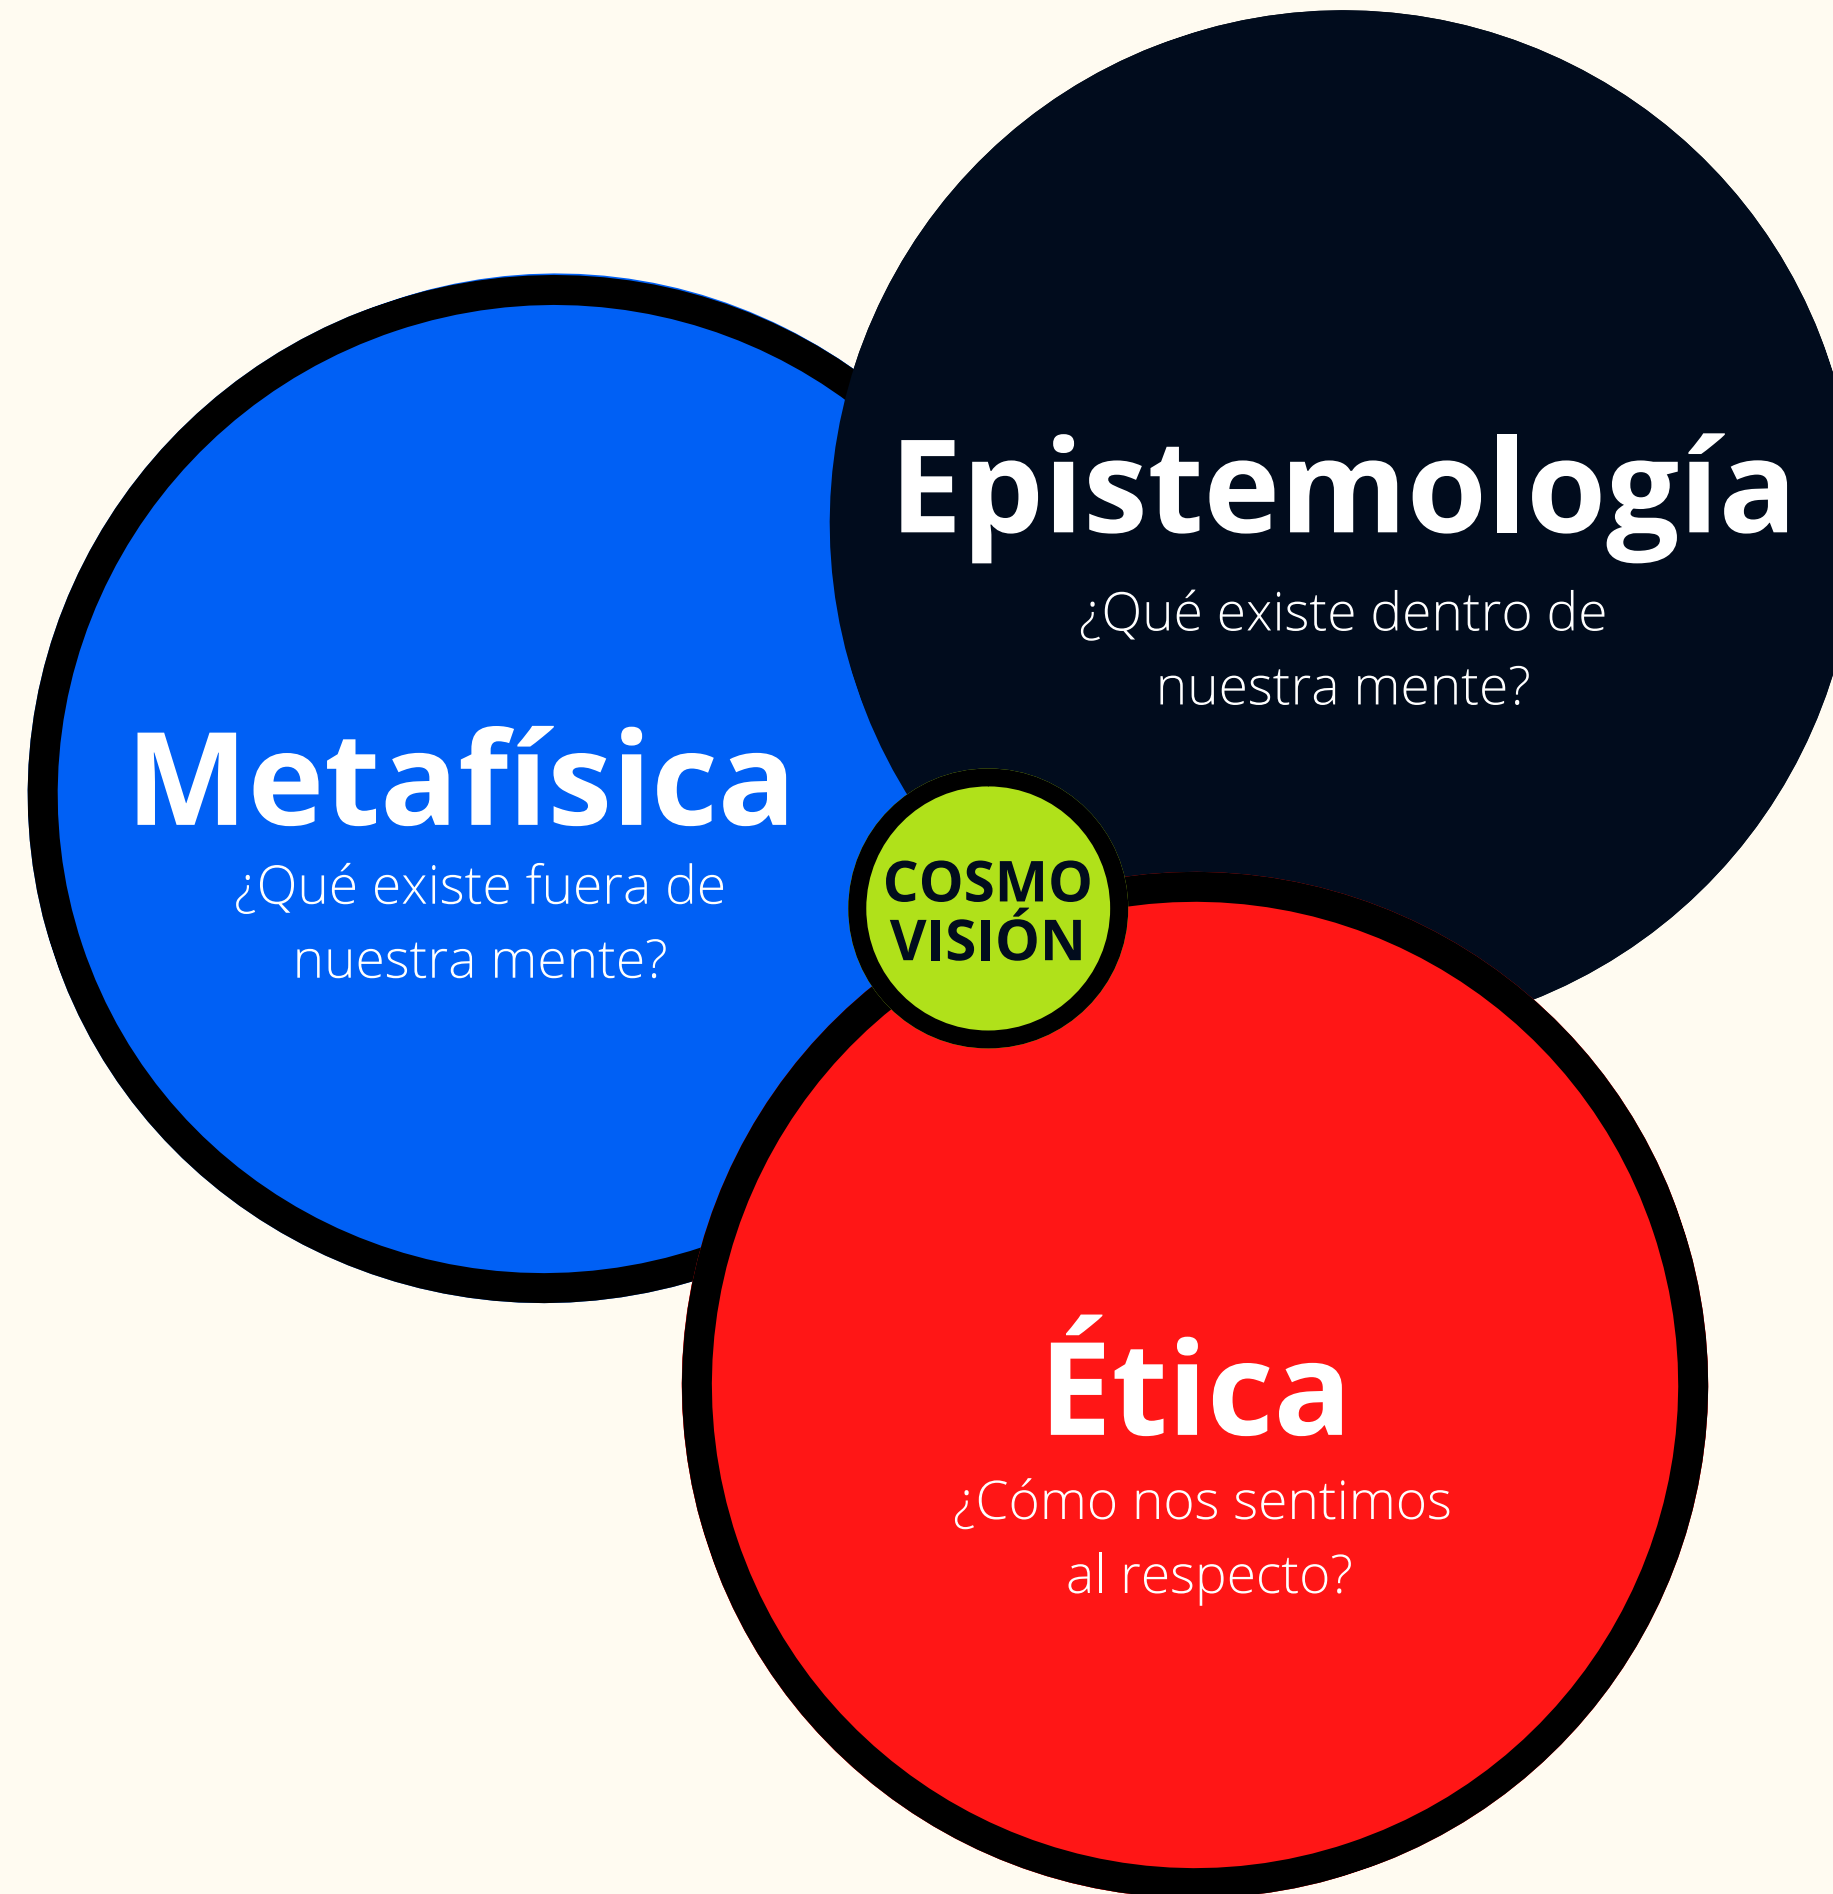 Epistemología
¿Qué existe dentro de
nuestra mente?
Metafísica
¿Qué existe fuera de
nuestra mente?
COSMO
VISIÓN
Ética
¿Cómo nos sentimos
al respecto?